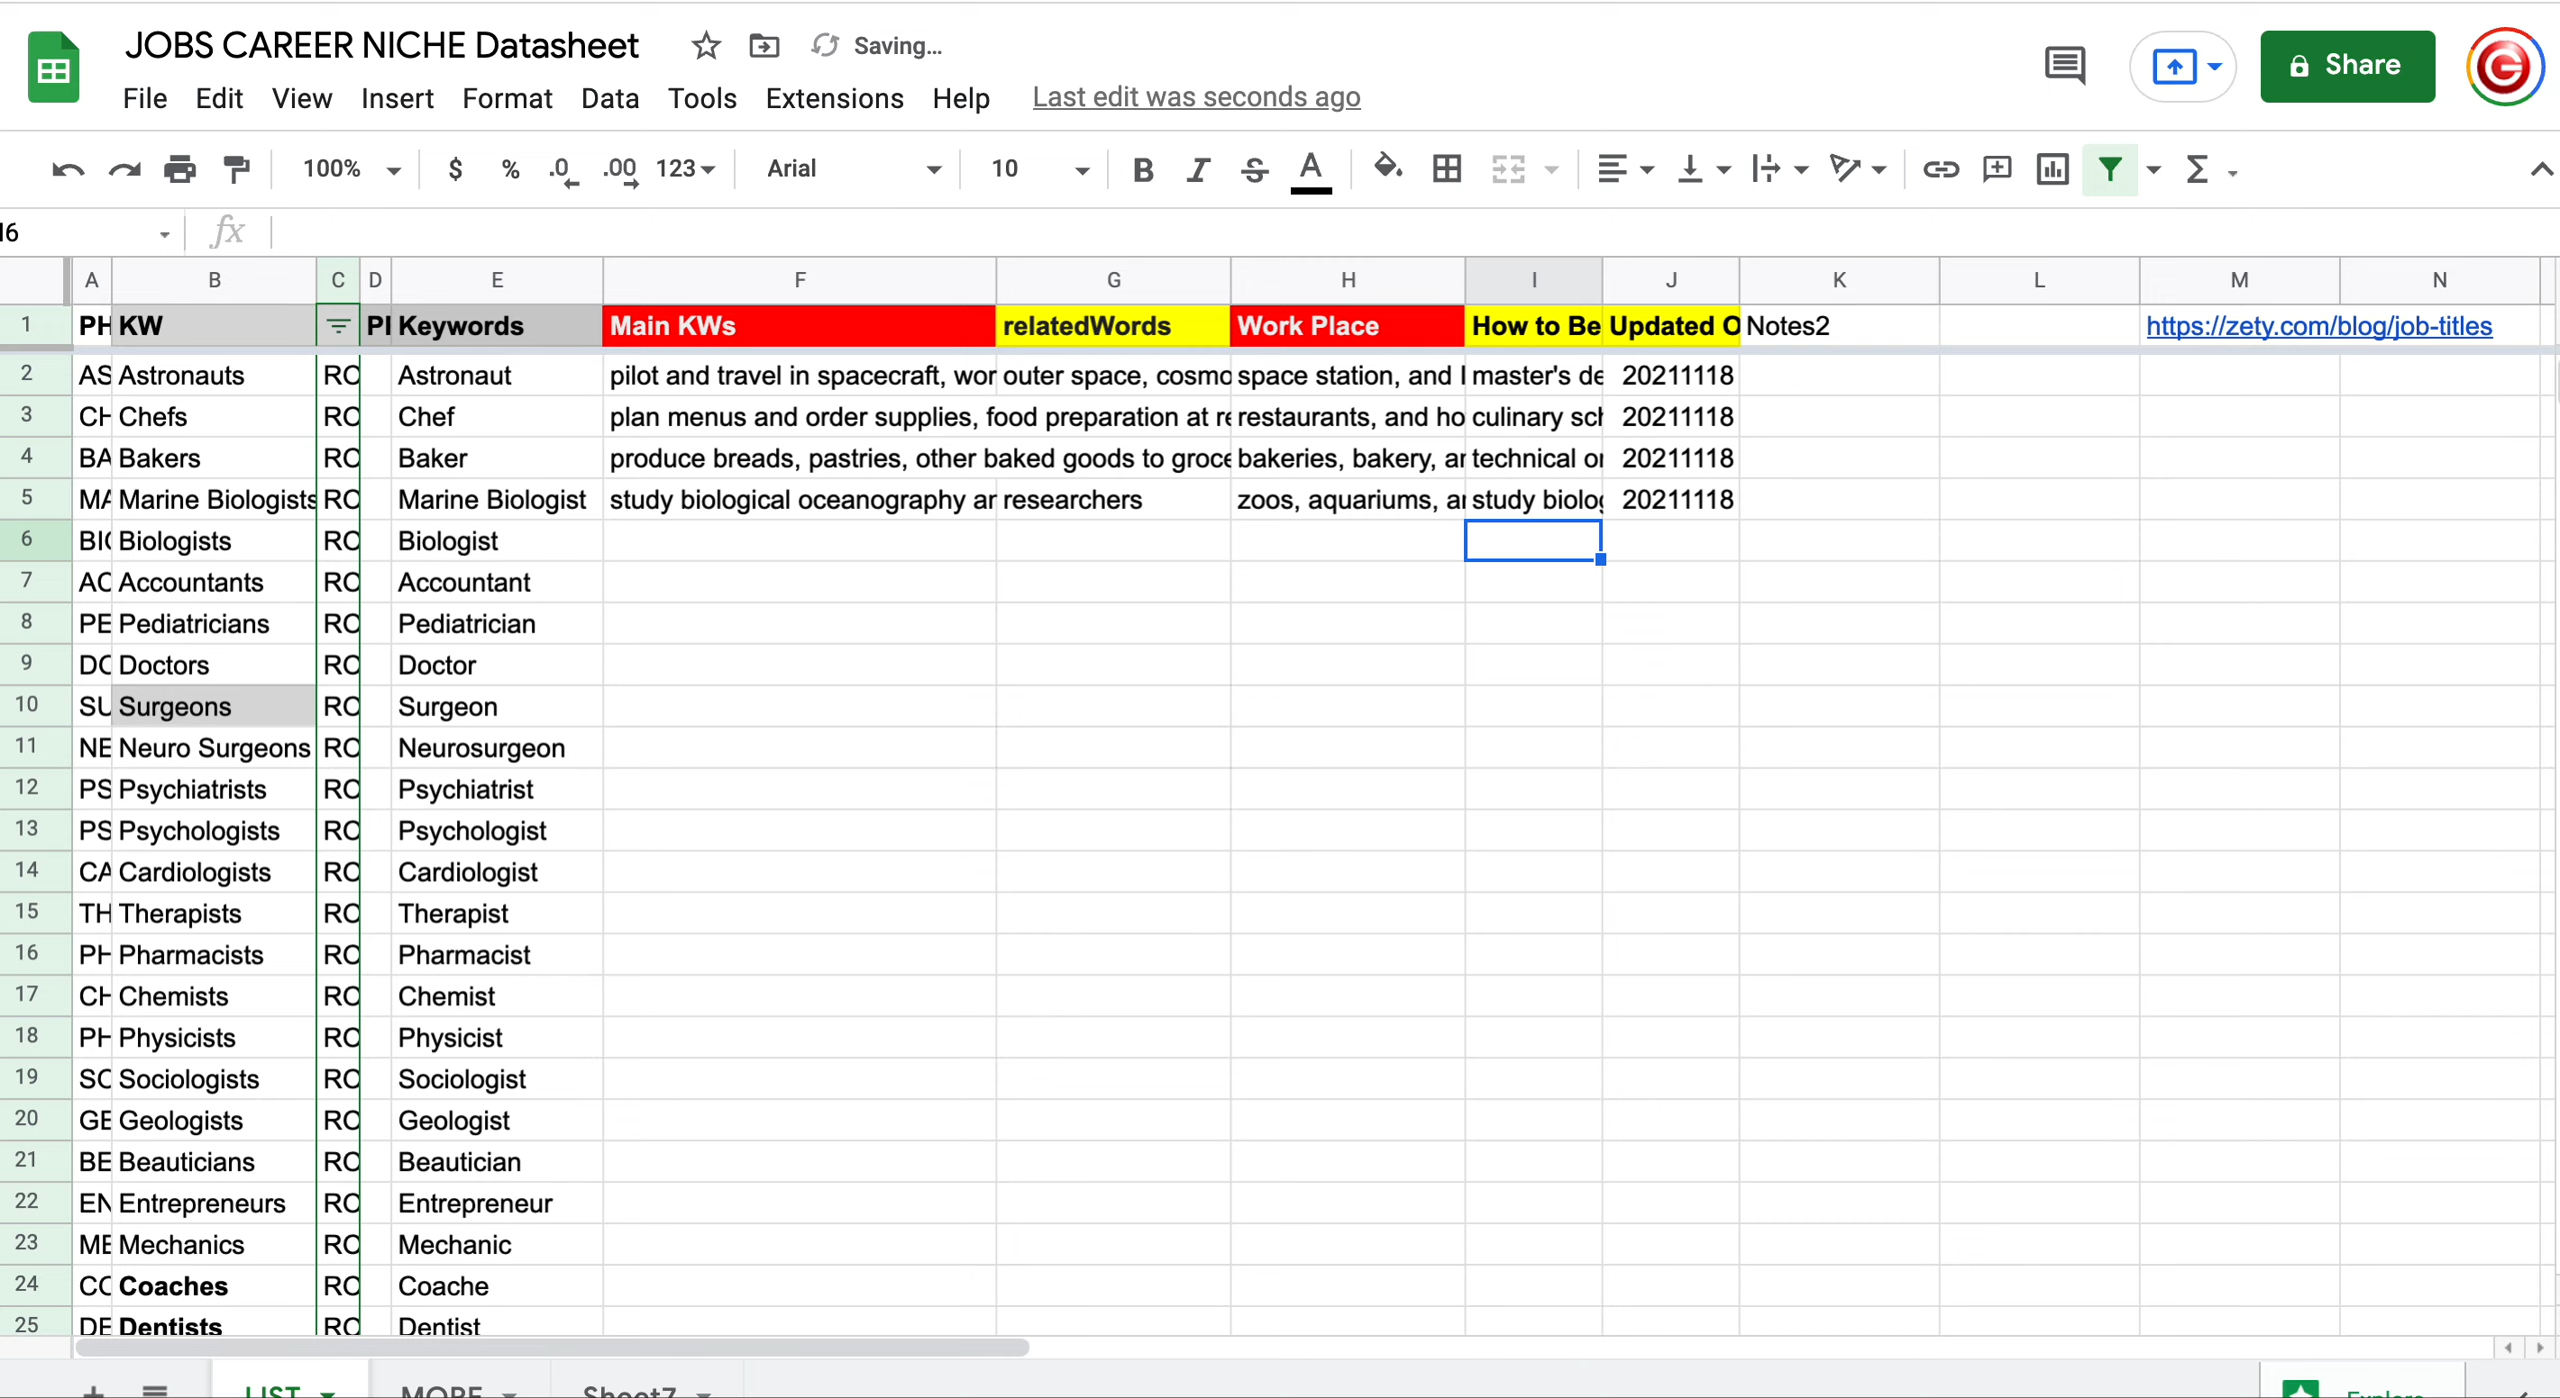 JOBS CAREER NICHE Datasheet Saving...
File Edit View Insert Format Data Tools Extensions Help Last edit was seconds ago
Share
100% $ % .0 .00 123 Arial 10 B I S A Σ
I6 fx
A B C D E F G H I J K L M N
1 PH KW PI Keywords Main KWs relatedWords Work Place How to Be Updated O Notes2 https://zety.com/blog/job-titles
2 AS Astronauts RO Astronaut pilot and travel in spacecraft, wor outer space, cosmo space station, and l master's de 20211118
3 CH Chefs RO Chef plan menus and order supplies, food preparation at re restaurants, and ho culinary sch 20211118
4 BA Bakers RO Baker produce breads, pastries, other baked goods to groce bakeries, bakery, ar technical or 20211118
5 MA Marine Biologists RO Marine Biologist study biological oceanography ar researchers zoos, aquariums, ar study biolog 20211118
6 BIO Biologists RO Biologist
7 AC Accountants RO Accountant
8 PE Pediatricians RO Pediatrician
9 DO Doctors RO Doctor
10 SU Surgeons RO Surgeon
11 NE Neuro Surgeons RO Neurosurgeon
12 PS Psychiatrists RO Psychiatrist
13 PS Psychologists RO Psychologist
14 CA Cardiologists RO Cardiologist
15 TH Therapists RO Therapist
16 PH Pharmacists RO Pharmacist
17 CH Chemists RO Chemist
18 PH Physicists RO Physicist
19 SO Sociologists RO Sociologist
20 GE Geologists RO Geologist
21 BE Beauticians RO Beautician
22 EN Entrepreneurs RO Entrepreneur
23 ME Mechanics RO Mechanic
24 CO Coaches RO Coache
25 DE Dentists RO Dentist
LIST MORE Sheet7 Explore